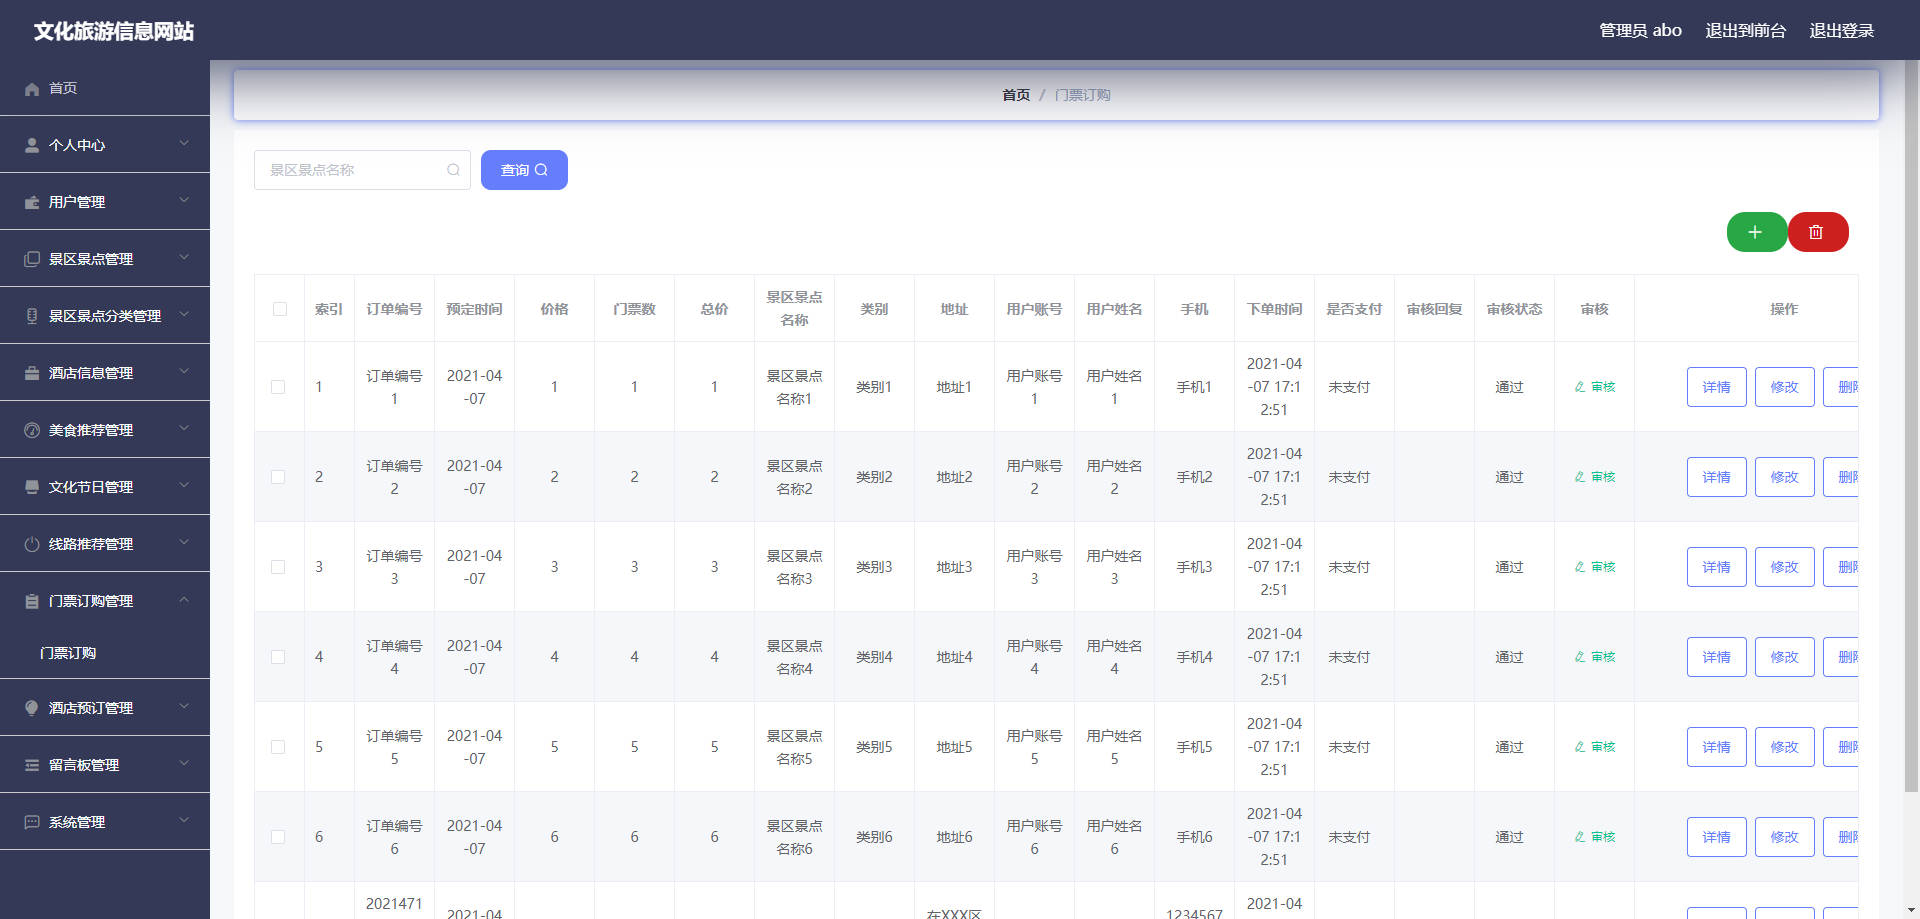 文化旅游信息网站
管理员 abo 退出到前台 退出登录
首页
个人中心
用户管理
景区景点管理
景区景点分类管理
酒店信息管理
美食推荐管理
文化节日管理
线路推荐管理
门票订购管理
门票订购
酒店预订管理
留言板管理
系统管理
首页 / 门票订购
景区景点名称
查询
索引 订单编号 预定时间 价格 门票数 总价 景区景点名称 类别 地址 用户账号 用户姓名 手机 下单时间 是否支付 审核回复 审核状态 审核 操作
1 订单编号1 2021-04-07 1 1 1 景区景点名称1 类别1 地址1 用户账号1 用户姓名1 手机1 2021-04-07 17:12:51 未支付 通过 审核 详情 修改 删除
2 订单编号2 2021-04-07 2 2 2 景区景点名称2 类别2 地址2 用户账号2 用户姓名2 手机2 2021-04-07 17:12:51 未支付 通过 审核 详情 修改 删除
3 订单编号3 2021-04-07 3 3 3 景区景点名称3 类别3 地址3 用户账号3 用户姓名3 手机3 2021-04-07 17:12:51 未支付 通过 审核 详情 修改 删除
4 订单编号4 2021-04-07 4 4 4 景区景点名称4 类别4 地址4 用户账号4 用户姓名4 手机4 2021-04-07 17:12:51 未支付 通过 审核 详情 修改 删除
5 订单编号5 2021-04-07 5 5 5 景区景点名称5 类别5 地址5 用户账号5 用户姓名5 手机5 2021-04-07 17:12:51 未支付 通过 审核 详情 修改 删除
6 订单编号6 2021-04-07 6 6 6 景区景点名称6 类别6 地址6 用户账号6 用户姓名6 手机6 2021-04-07 17:12:51 未支付 通过 审核 详情 修改 删除
2021471 2021-04 在XXX区 1234567 2021-04